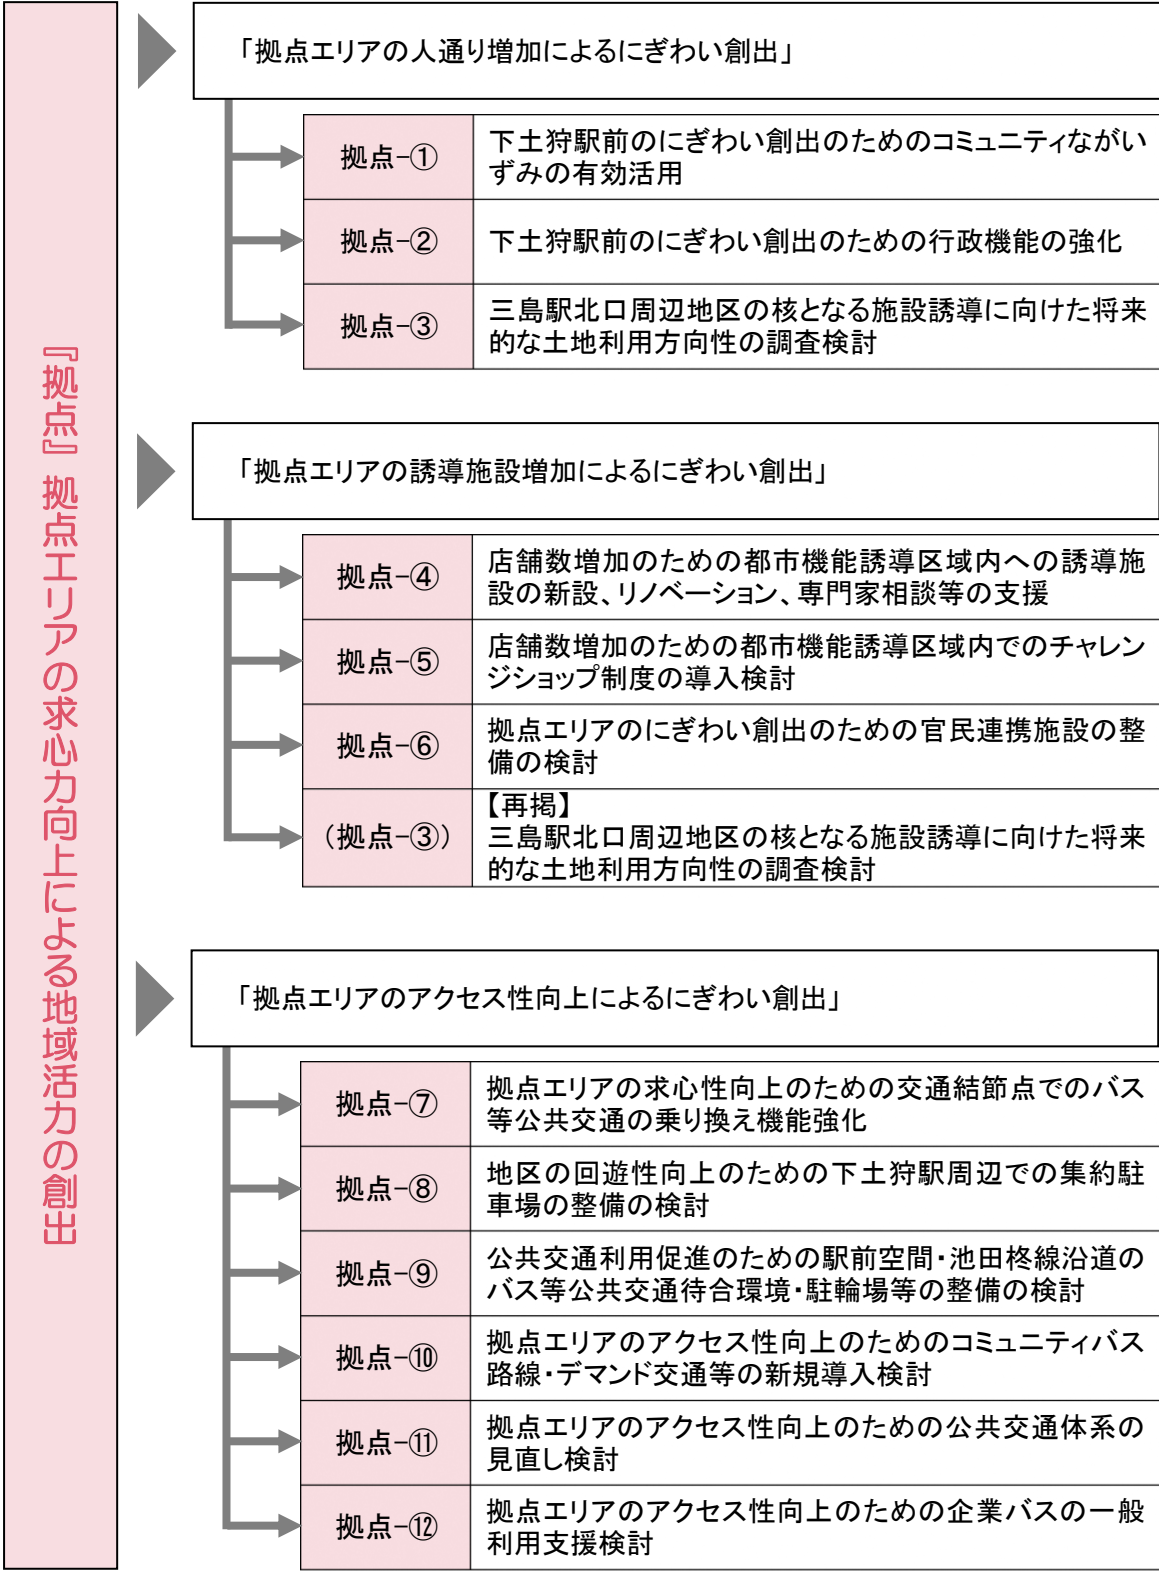 『拠点』拠点エリアの求心力向上による地域活力の創出
「拠点エリアの人通り増加によるにぎわい創出」
拠点-①
下土狩駅前のにぎわい創出のためのコミュニティながい
ずみの有効活用
拠点-②
下土狩駅前のにぎわい創出のための行政機能の強化
拠点-③
三島駅北口周辺地区の核となる施設誘導に向けた将来
的な土地利用方向性の調査検討
「拠点エリアの誘導施設増加によるにぎわい創出」
拠点-④
店舗数増加のための都市機能誘導区域内への誘導施
設の新設、リノベーション、専門家相談等の支援
拠点-⑤
店舗数増加のための都市機能誘導区域内でのチャレン
ジショップ制度の導入検討
拠点-⑥
拠点エリアのにぎわい創出のための官民連携施設の整
備の検討
（拠点-③）
【再掲】
三島駅北口周辺地区の核となる施設誘導に向けた将来
的な土地利用方向性の調査検討
「拠点エリアのアクセス性向上によるにぎわい創出」
拠点-⑦
拠点エリアの求心性向上のための交通結節点でのバス
等公共交通の乗り換え機能強化
拠点-⑧
地区の回遊性向上のための下土狩駅周辺での集約駐
車場の整備の検討
拠点-⑨
公共交通利用促進のための駅前空間・池田柊線沿道の
バス等公共交通待合環境・駐輪場等の整備の検討
拠点-⑩
拠点エリアのアクセス性向上のためのコミュニティバス
路線・デマンド交通等の新規導入検討
拠点-⑪
拠点エリアのアクセス性向上のための公共交通体系の
見直し検討
拠点-⑫
拠点エリアのアクセス性向上のための企業バスの一般
利用支援検討